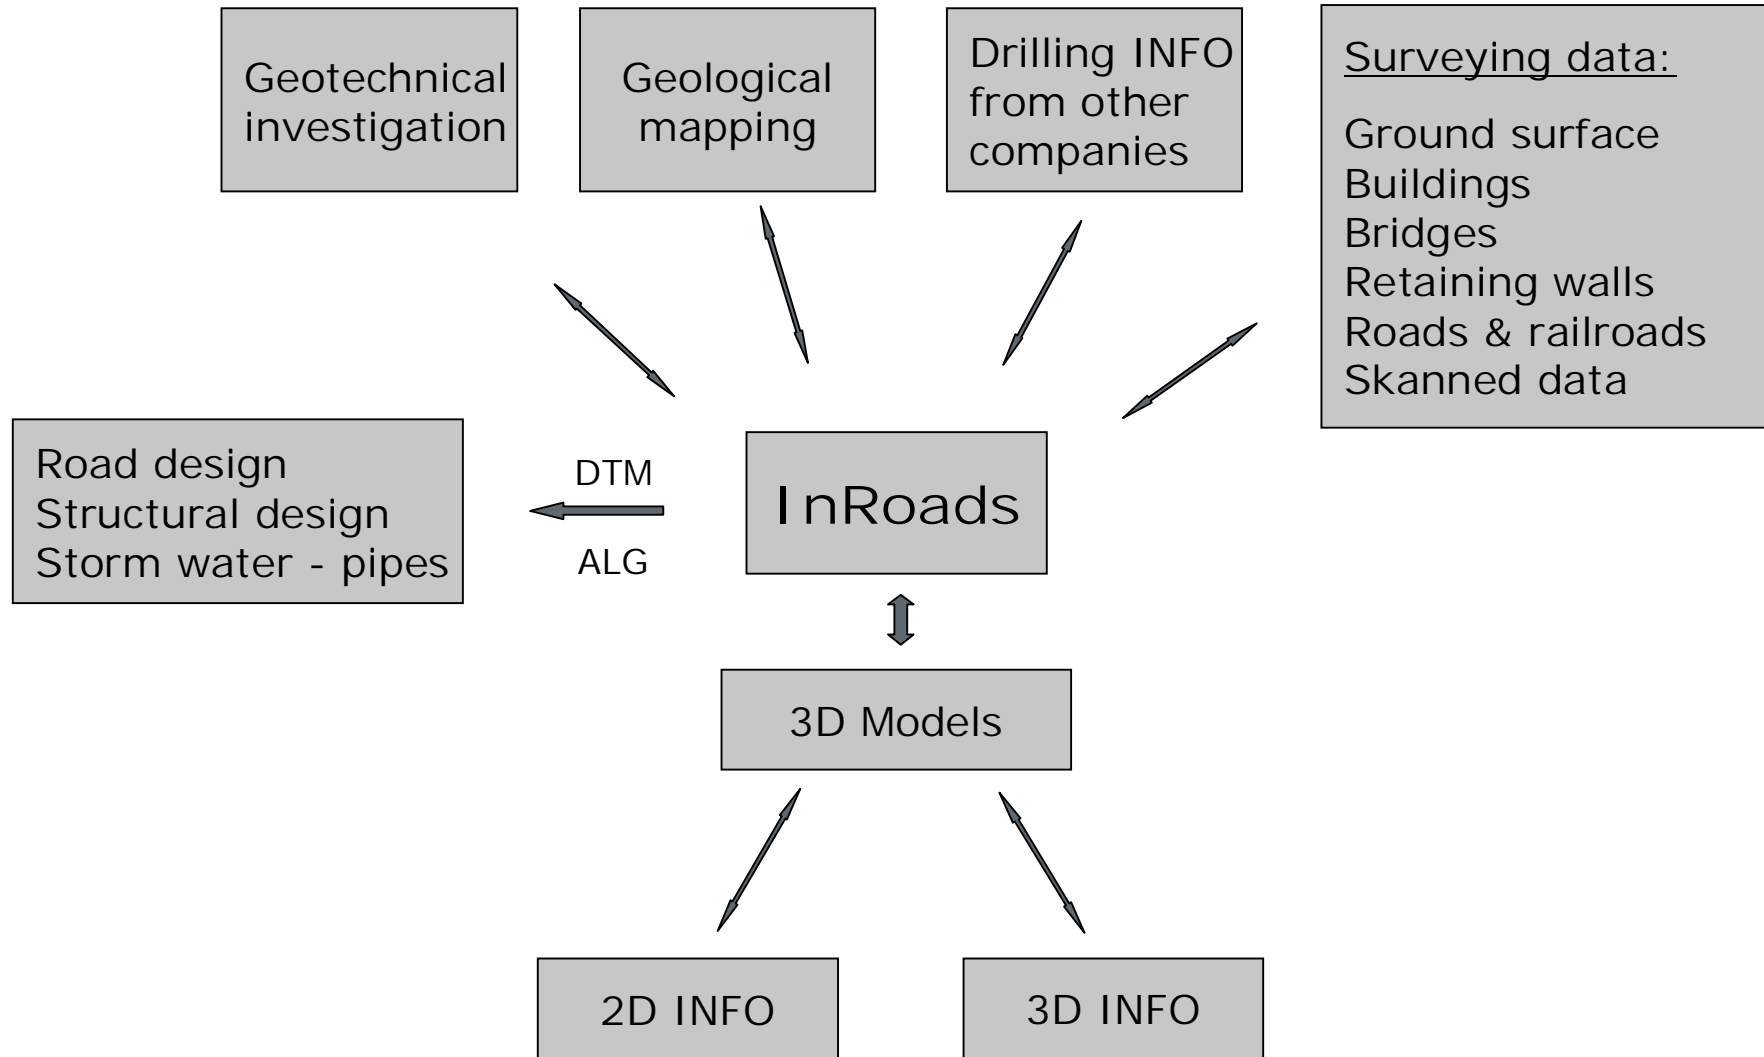 Geotechnical
investigation
Geological
mapping
Drilling INFO
from other
companies
Surveying data:
Ground surface
Buildings
Bridges
Retaining walls
Roads & railroads
Skanned data
Road design
Structural design
Storm water - pipes
DTM
ALG
InRoads
3D Models
2D INFO
3D INFO